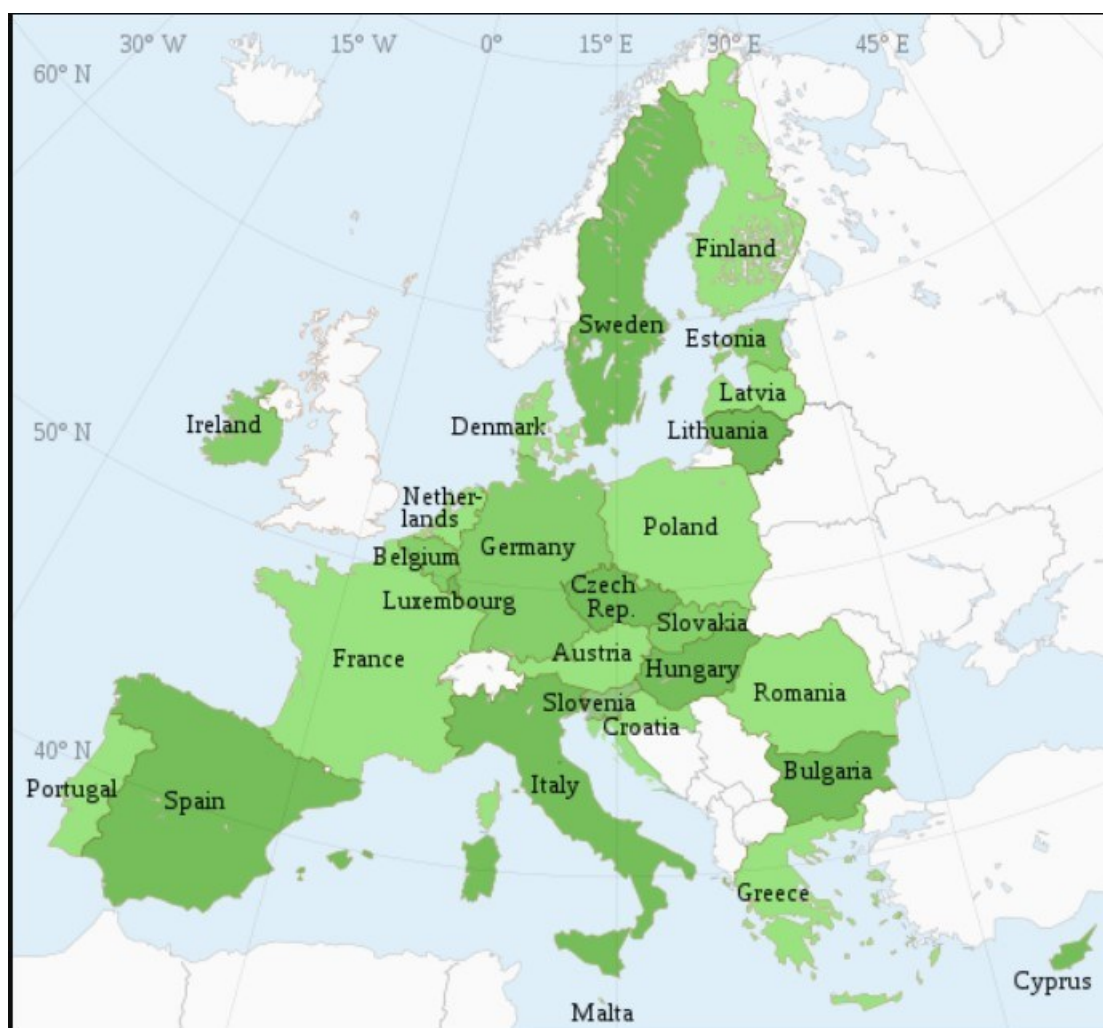 30° W
15° W
0°
15° E
30° E
45° E
60° N
Finland
Sweden
Estonia
Latvia
Ireland
Denmark
Lithuania
50° N
Nether-
lands
Poland
Germany
Belgium
Czech
Rep.
Luxembourg
Slovakia
Austria
France
Hungary
Romania
Slovenia
Croatia
40° N
Bulgaria
Italy
Portugal
Spain
Greece
Cyprus
Malta